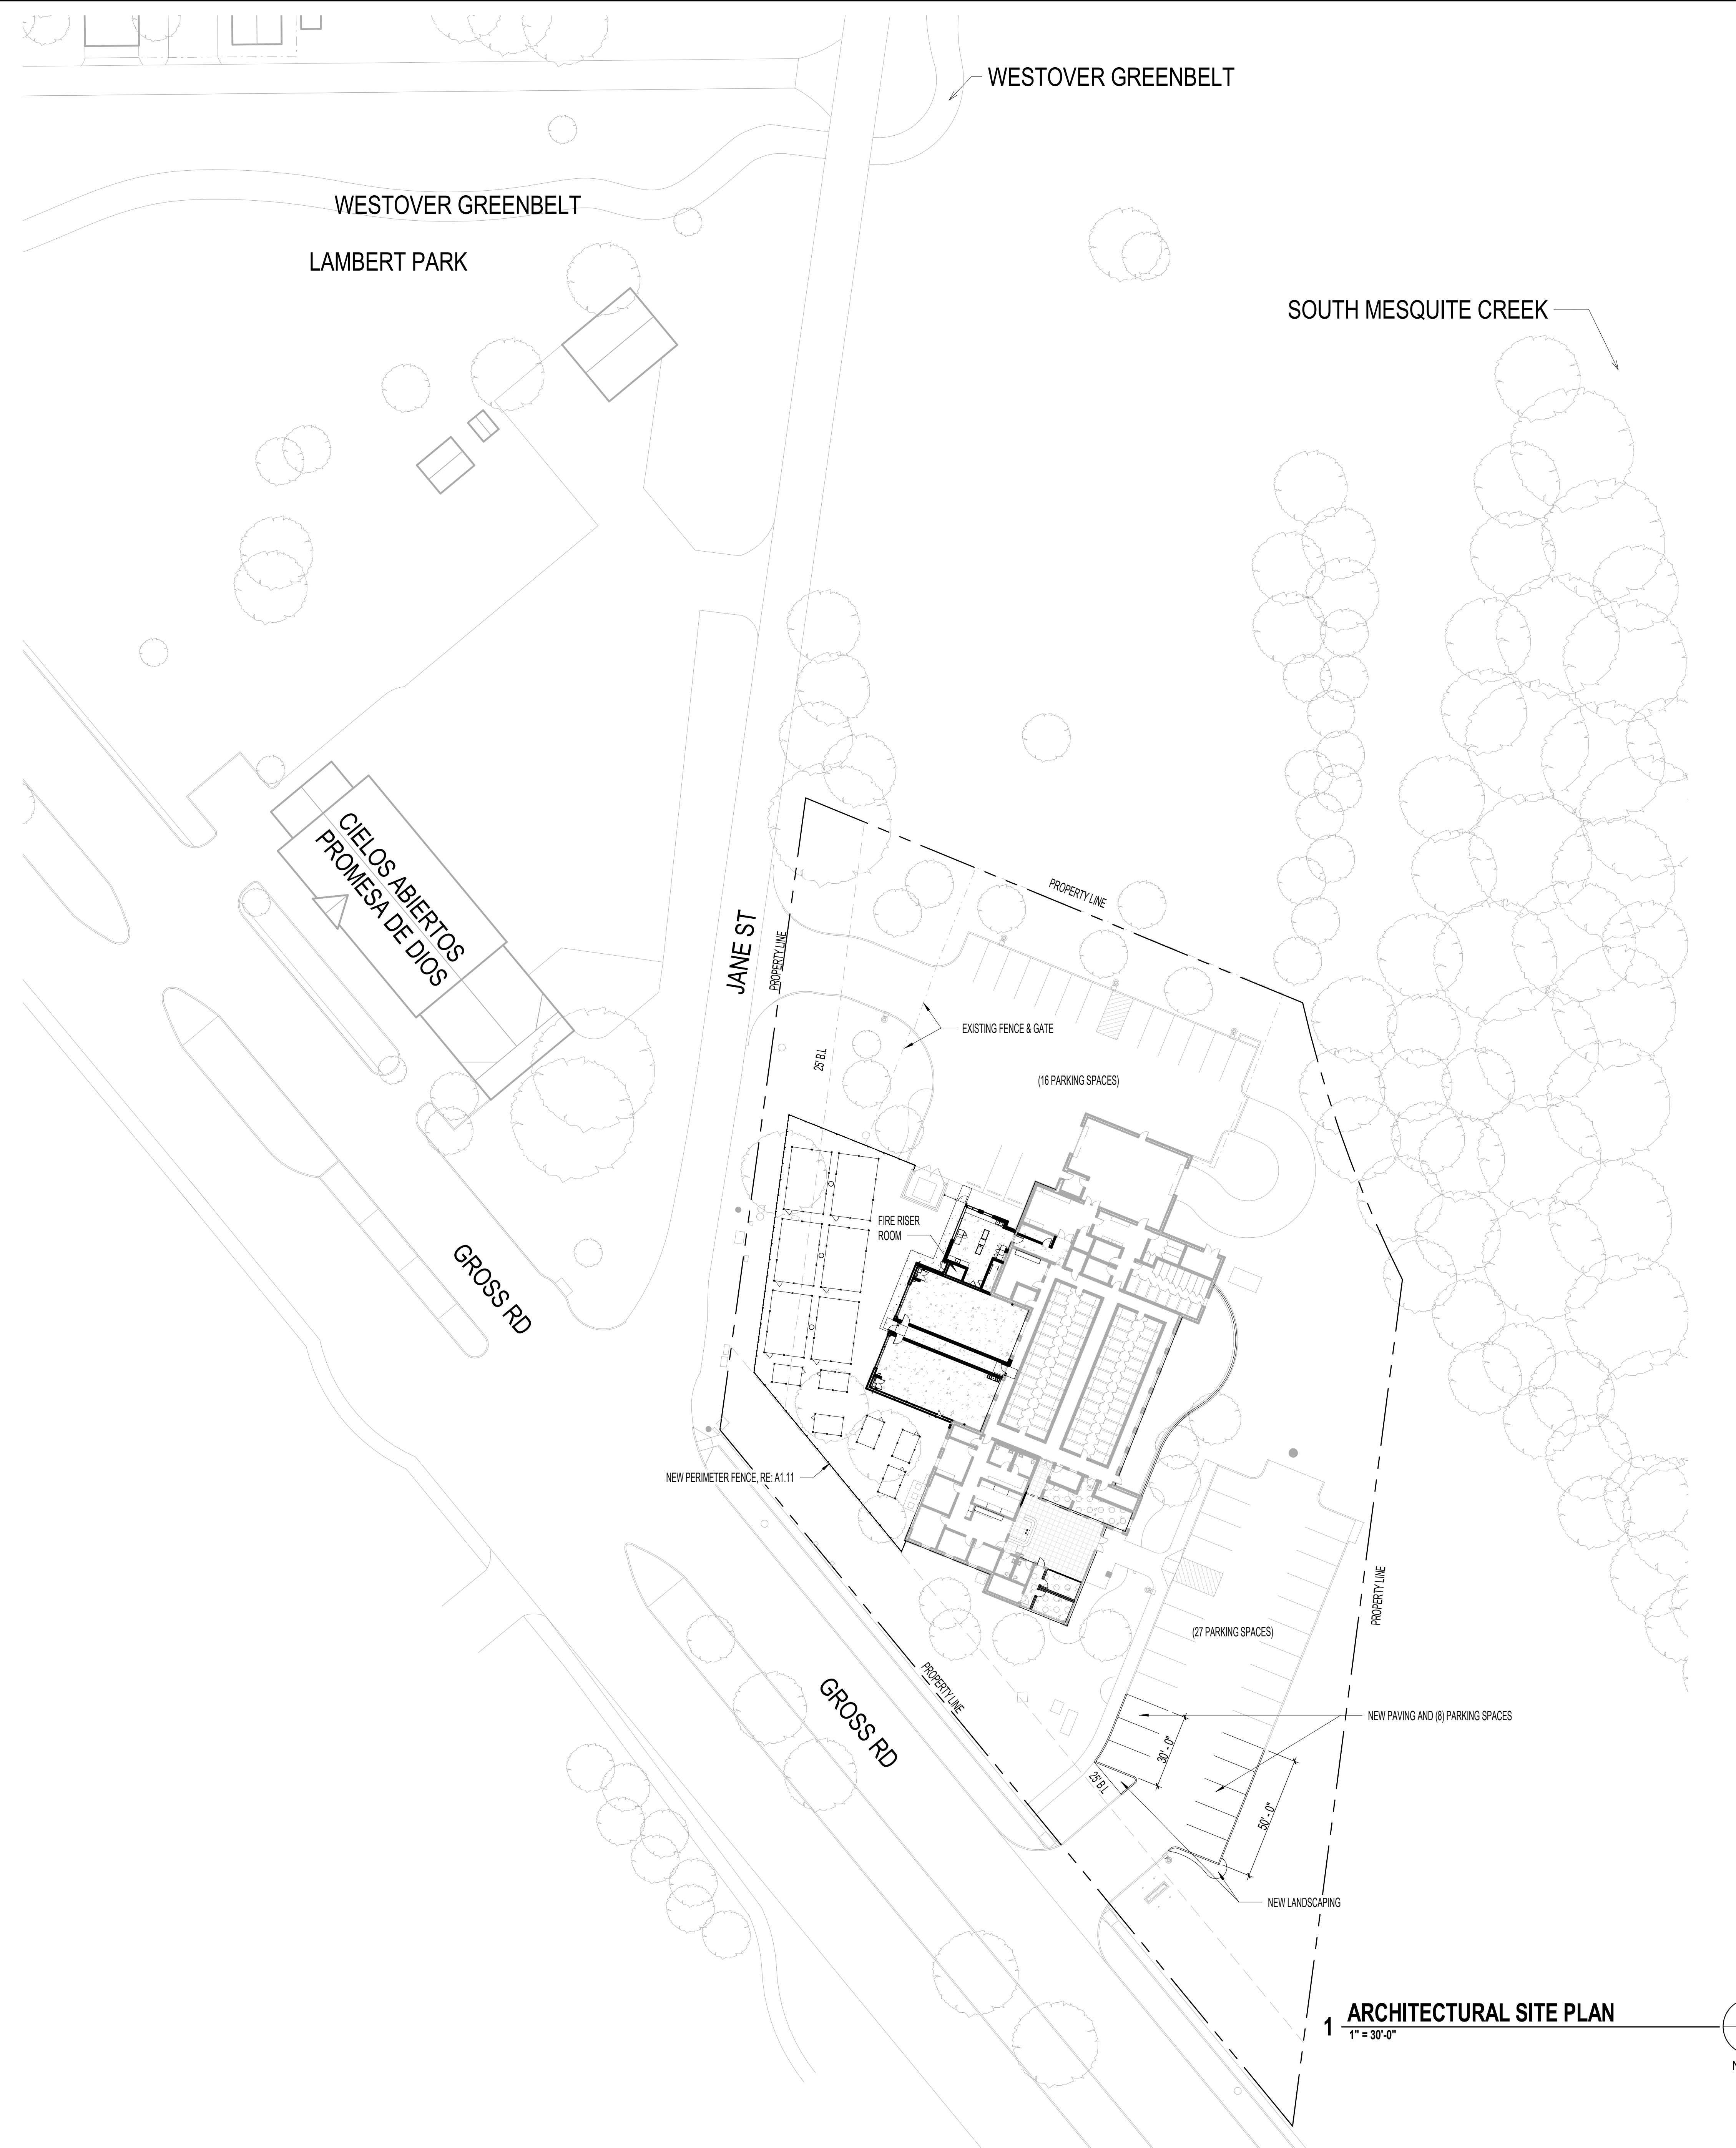 WESTOVER GREENBELT
WESTOVER GREENBELT
LAMBERT PARK
SOUTH MESQUITE CREEK
CIELOS ABIERTOS
PROMESA DE DIOS
JANE ST
PROPERTY LINE
PROPERTY LINE
EXISTING FENCE & GATE
25' B.L
(16 PARKING SPACES)
FIRE RISER
ROOM
GROSS RD
NEW PERIMETER FENCE, RE: A1.11
PROPERTY LINE
(27 PARKING SPACES)
PROPERTY LINE
GROSS RD
NEW PAVING AND (8) PARKING SPACES
30' - 0"
25' B.L
50' - 0"
NEW LANDSCAPING
1 ARCHITECTURAL SITE PLAN
1" = 30'-0"